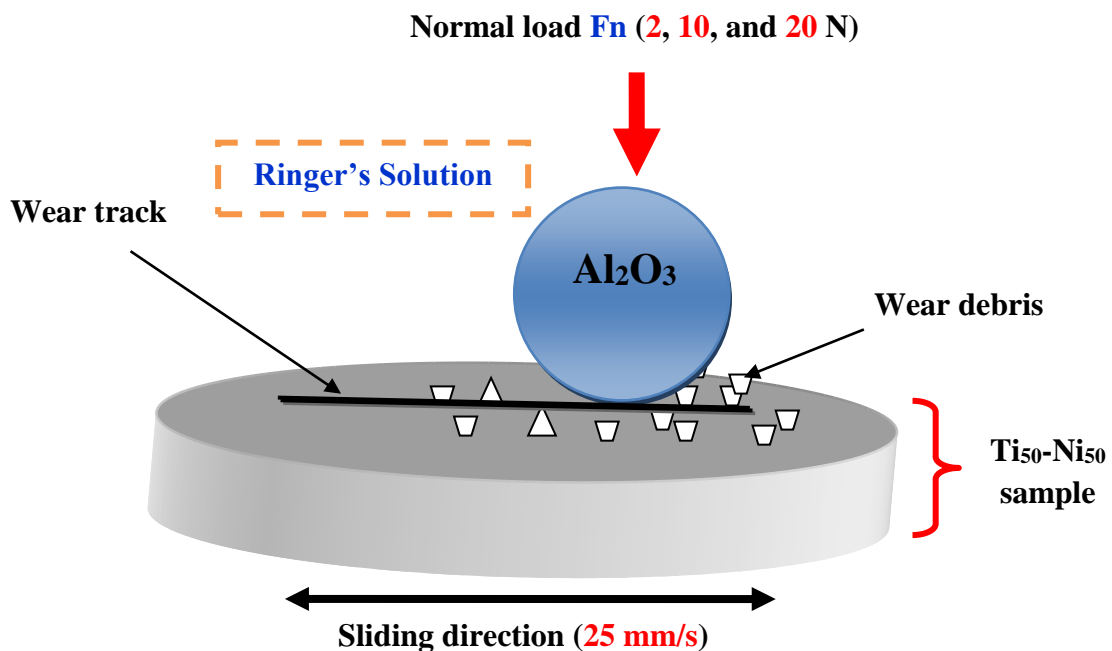 Normal load Fn (2, 10, and 20 N)
Ringer’s Solution
Wear track
Al₂O₃
Wear debris
Ti₅₀-Ni₅₀
sample
Sliding direction (25 mm/s)